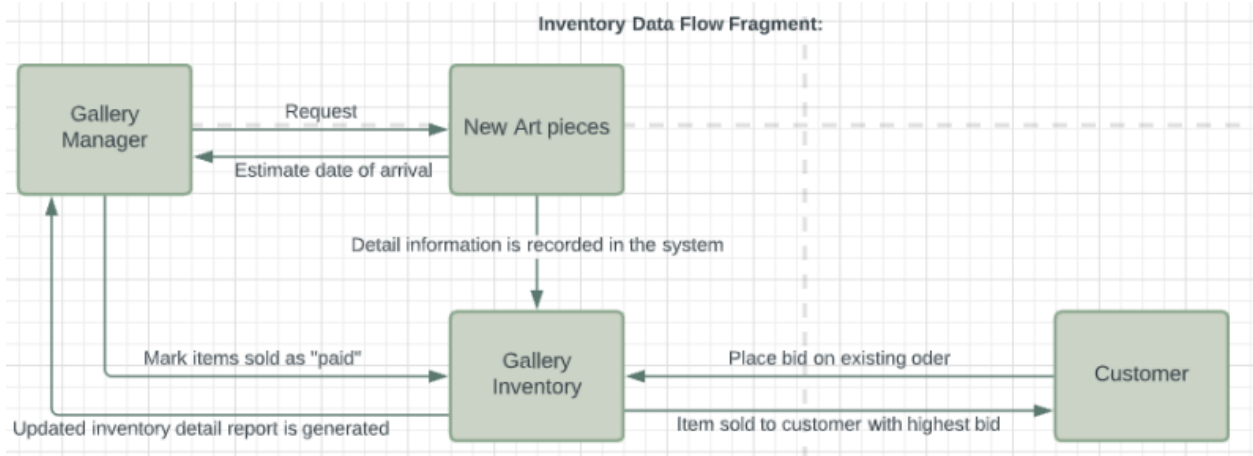 Inventory Data Flow Fragment:
Gallery
Manager
Request
New Art pieces
Estimate date of arrival
Detail information is recorded in the system
Mark items sold as "paid"
Gallery
Inventory
Place bid on existing oder
Customer
Updated inventory detail report is generated
Item sold to customer with highest bid